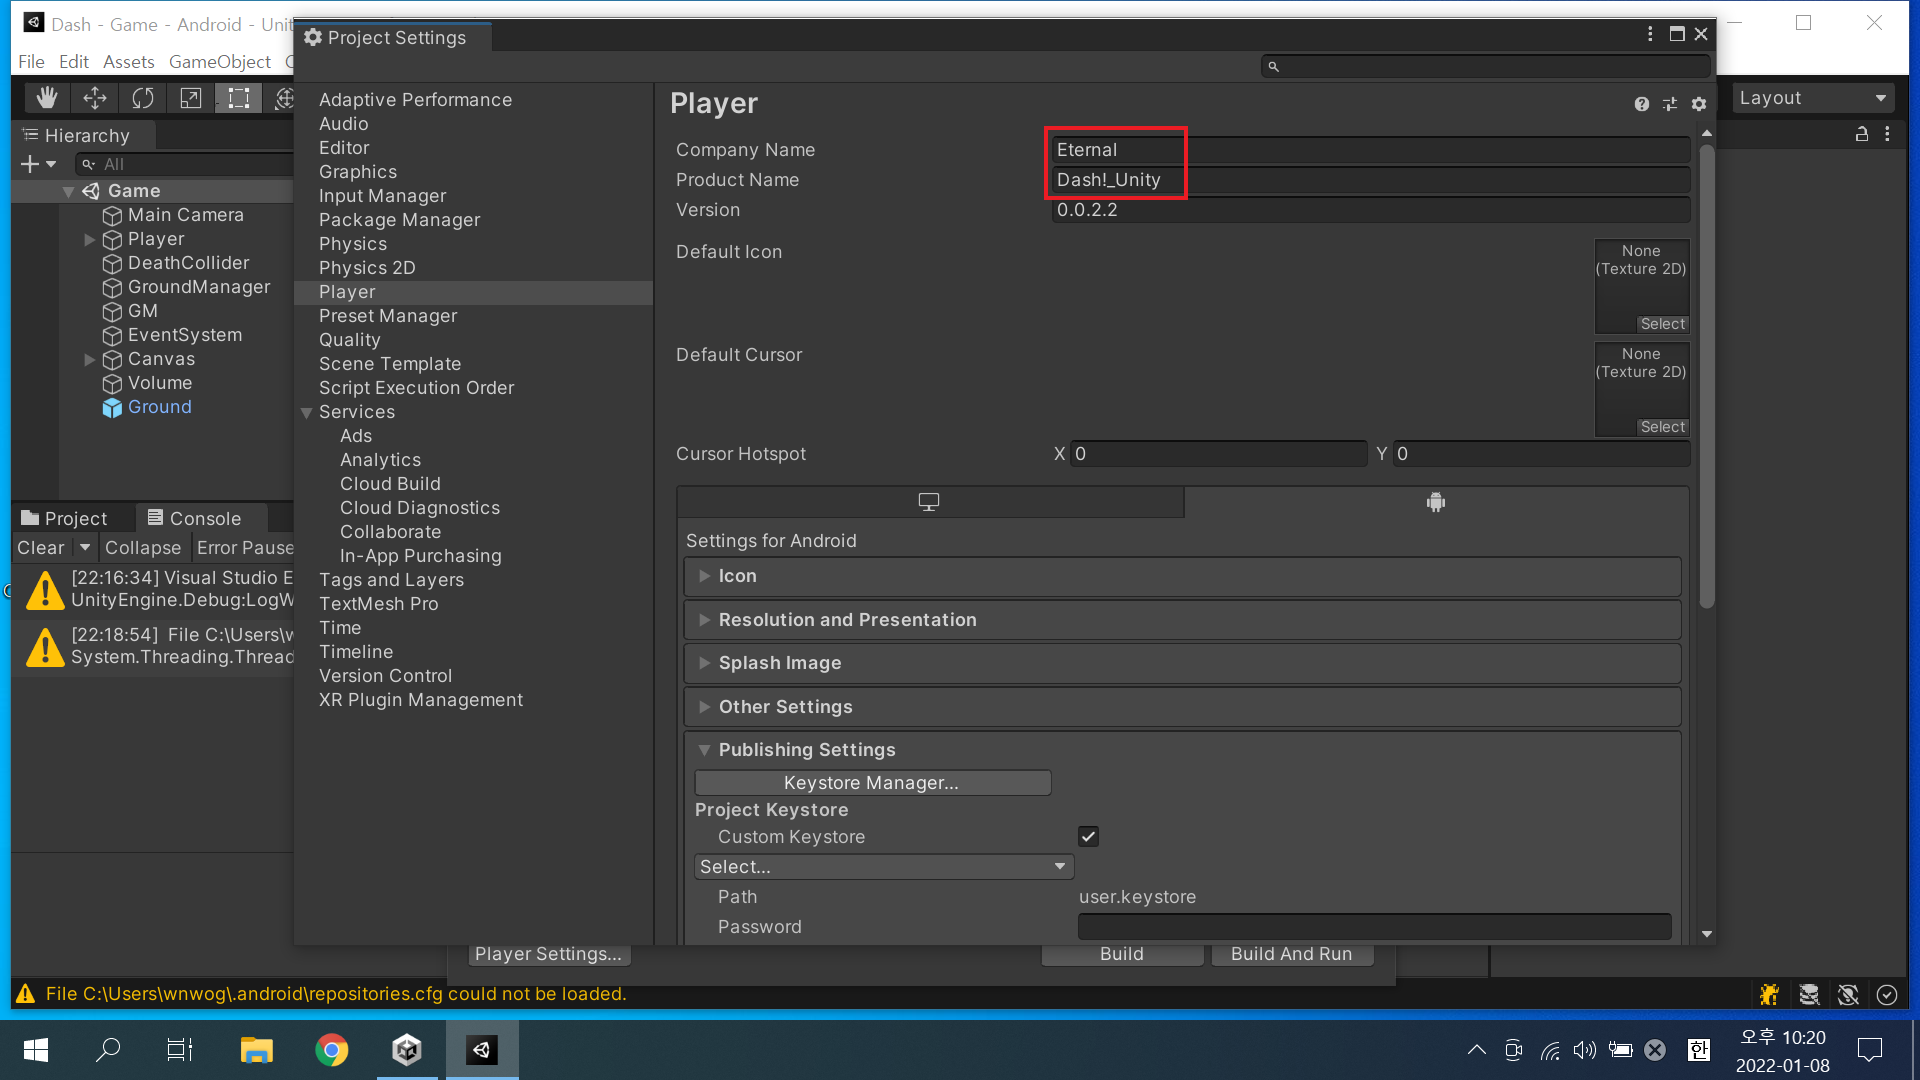 Dash - Game - Android - Unit
Project Settings
File Edit Assets GameObject
Layout
Hierarchy
All
Game
Main Camera
Player
DeathCollider
GroundManager
GM
EventSystem
Canvas
Volume
Ground
Adaptive Performance
Audio
Editor
Graphics
Input Manager
Package Manager
Physics
Physics 2D
Player
Preset Manager
Quality
Scene Template
Script Execution Order
Services
Ads
Analytics
Cloud Build
Cloud Diagnostics
Collaborate
In-App Purchasing
Tags and Layers
TextMesh Pro
Time
Timeline
Version Control
XR Plugin Management
Player
Company Name Eternal
Product Name Dash!_Unity
Version 0.0.2.2
Default Icon
None
(Texture 2D)
Select
Default Cursor
None
(Texture 2D)
Select
Cursor Hotspot X 0 Y 0
Settings for Android
Icon
Resolution and Presentation
Splash Image
Other Settings
Publishing Settings
Keystore Manager...
Project Keystore
Custom Keystore
Select...
Path user.keystore
Password
Project Console
Clear Collapse Error Pause
[22:16:34] Visual Studio E
UnityEngine.Debug:LogW
[22:18:54] File C:\Users\w
System.Threading.Thread
Player Settings... Build Build And Run
File C:\Users\wnwog\.android\repositories.cfg could not be loaded.
한
오후 10:20
2022-01-08